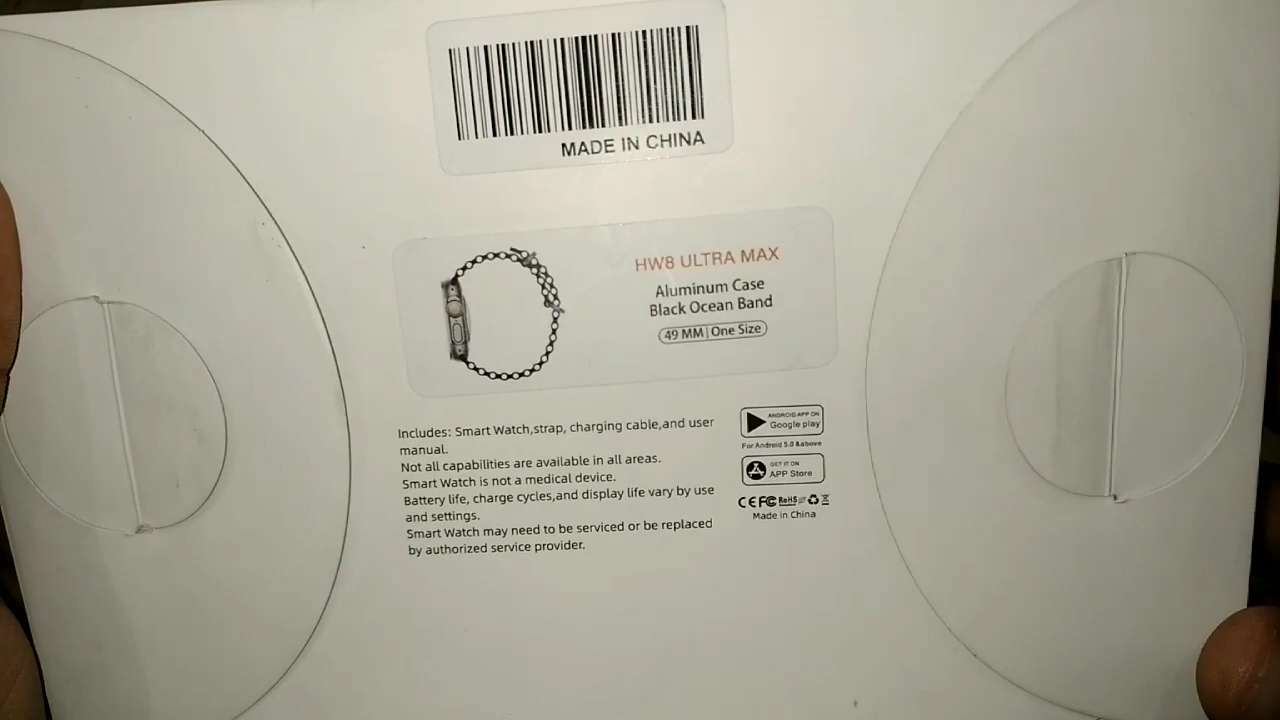 MADE IN CHINA
HW8 ULTRA MAX
Aluminum Case
Black Ocean Band
49 MM | One Size
Includes: Smart Watch,strap, charging cable,and user
manual.
Not all capabilities are available in all areas.
Smart Watch is not a medical device.
Battery life, charge cycles,and display life vary by use
and settings.
Smart Watch may need to be serviced or be replaced
by authorized service provider.
ANDROID APP ON
Google play
For Android 5.0 &above
GET IT ON
APP Store
CE FC RoHS
Made in China